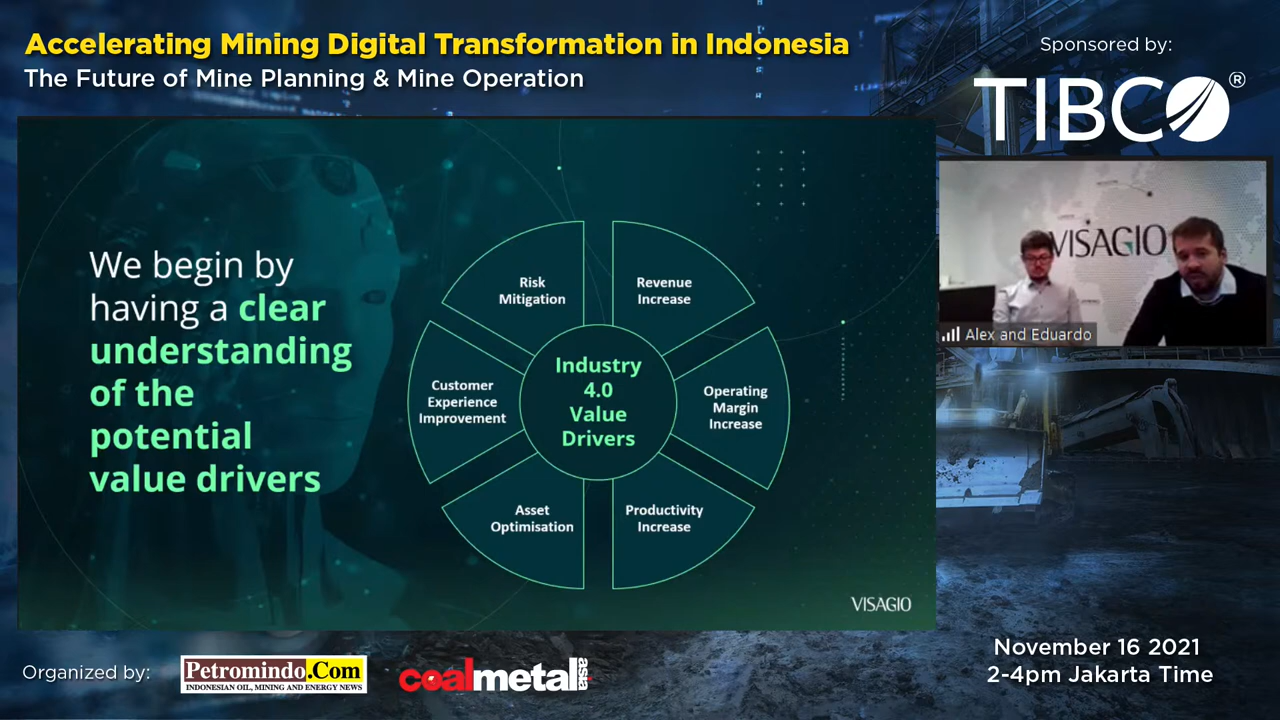 Accelerating Mining Digital Transformation in Indonesia
The Future of Mine Planning & Mine Operation
Sponsored by:
TIBCO®
We begin by
having a clear
understanding
of the
potential
value drivers
Risk
Mitigation
Revenue
Increase
Customer
Experience
Improvement
Industry
4.0
Value
Drivers
Operating
Margin
Increase
Asset
Optimisation
Productivity
Increase
VISAGIO
VISAGIO
Alex and Eduardo
Organized by:
Petromindo.Com
INDONESIAN OIL, MINING AND ENERGY NEWS
coalmetal
asia
November 16 2021
2-4pm Jakarta Time